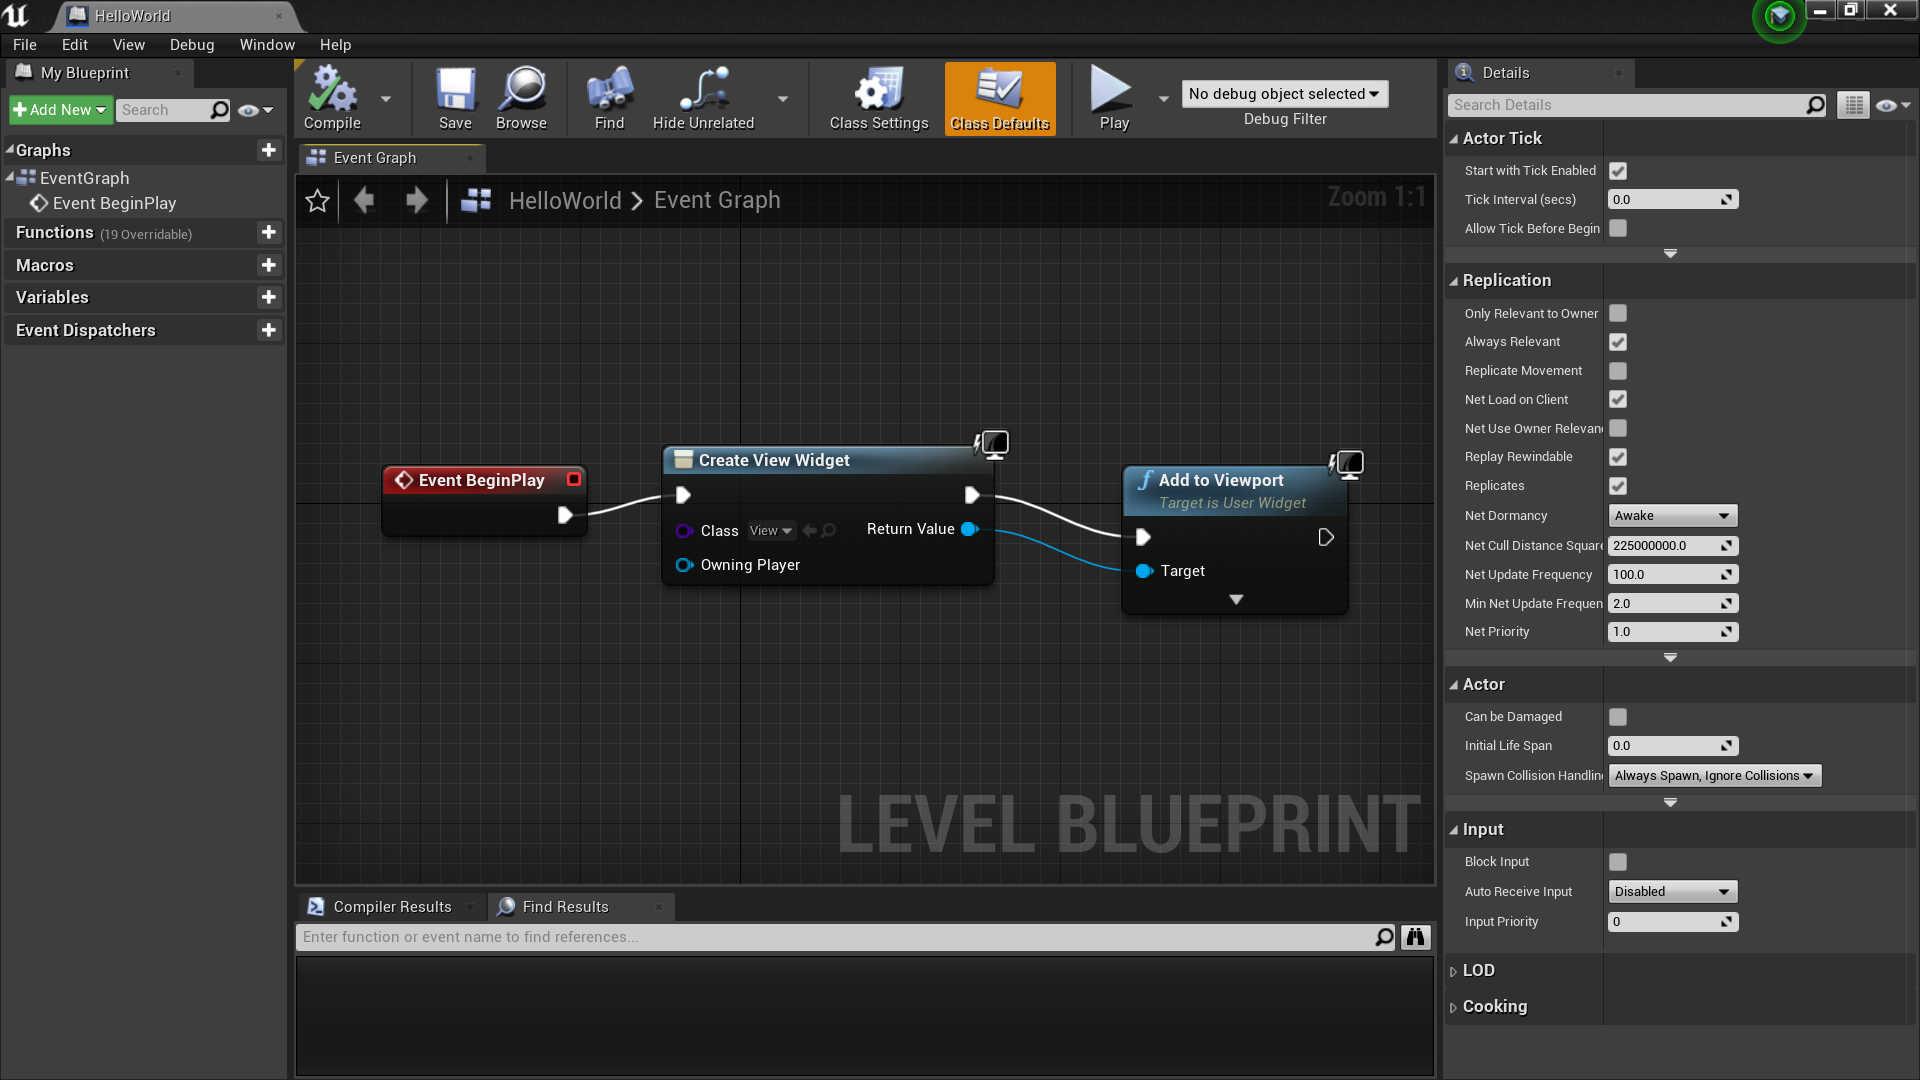 HelloWorld
File Edit View Debug Window Help
My Blueprint
Add New Search
Graphs
EventGraph
Event BeginPlay
Functions (19 Overridable)
Macros
Variables
Event Dispatchers
Compile Save Browse Find Hide Unrelated Class Settings Class Defaults Play
No debug object selected
Debug Filter
Event Graph
HelloWorld > Event Graph
Zoom 1:1
Event BeginPlay
Create View Widget
Class View Return Value
Owning Player
Add to Viewport
Target is User Widget
Target
LEVEL BLUEPRINT
Compiler Results Find Results
Enter function or event name to find references...
Details
Search Details
Actor Tick
Start with Tick Enabled
Tick Interval (secs) 0.0
Allow Tick Before Begin
Replication
Only Relevant to Owner
Always Relevant
Replicate Movement
Net Load on Client
Net Use Owner Relevan
Replay Rewindable
Replicates
Net Dormancy Awake
Net Cull Distance Square 225000000.0
Net Update Frequency 100.0
Min Net Update Frequen 2.0
Net Priority 1.0
Actor
Can be Damaged
Initial Life Span 0.0
Spawn Collision Handling Always Spawn, Ignore Collisions
Input
Block Input
Auto Receive Input Disabled
Input Priority 0
LOD
Cooking